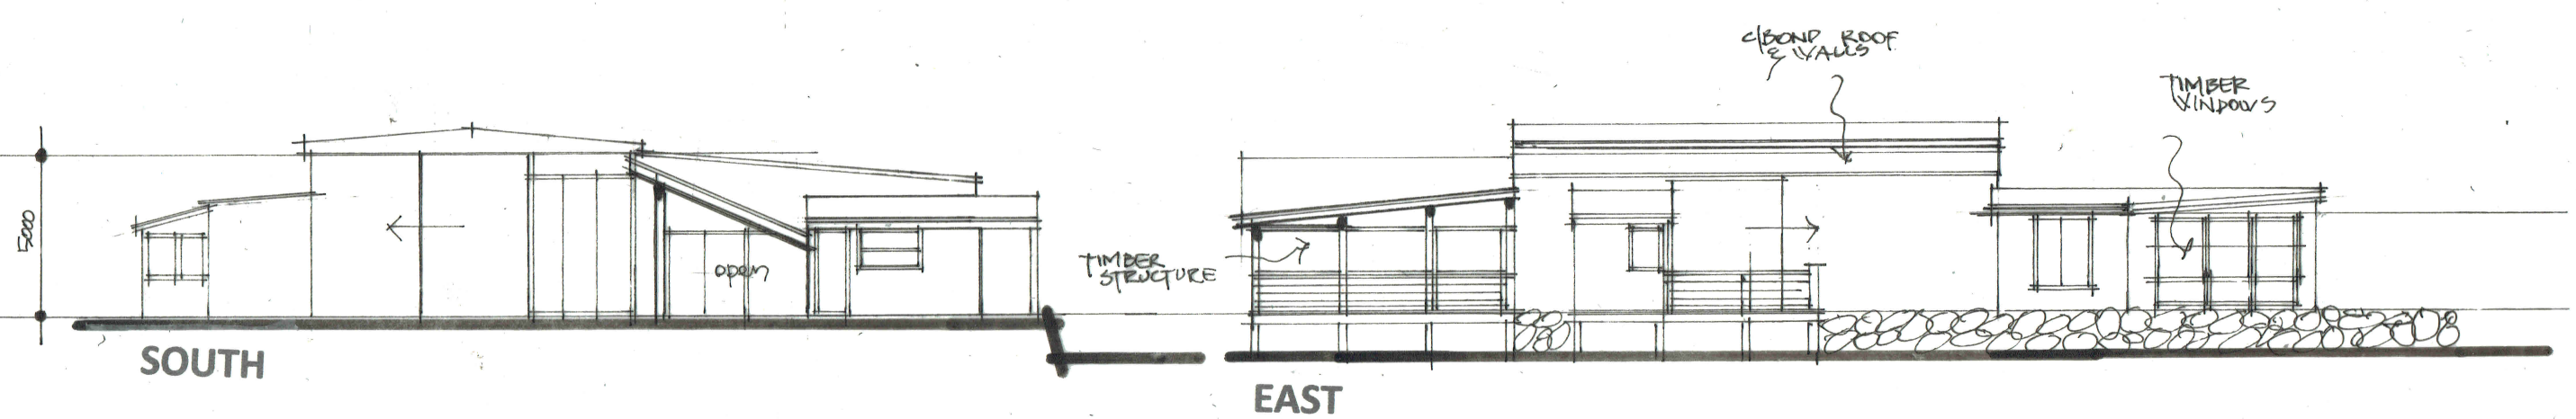 5000
open
SOUTH
TIMBER
STRUCTURE
C/BOND ROOF
& WALLS
TIMBER
WINDOWS
EAST